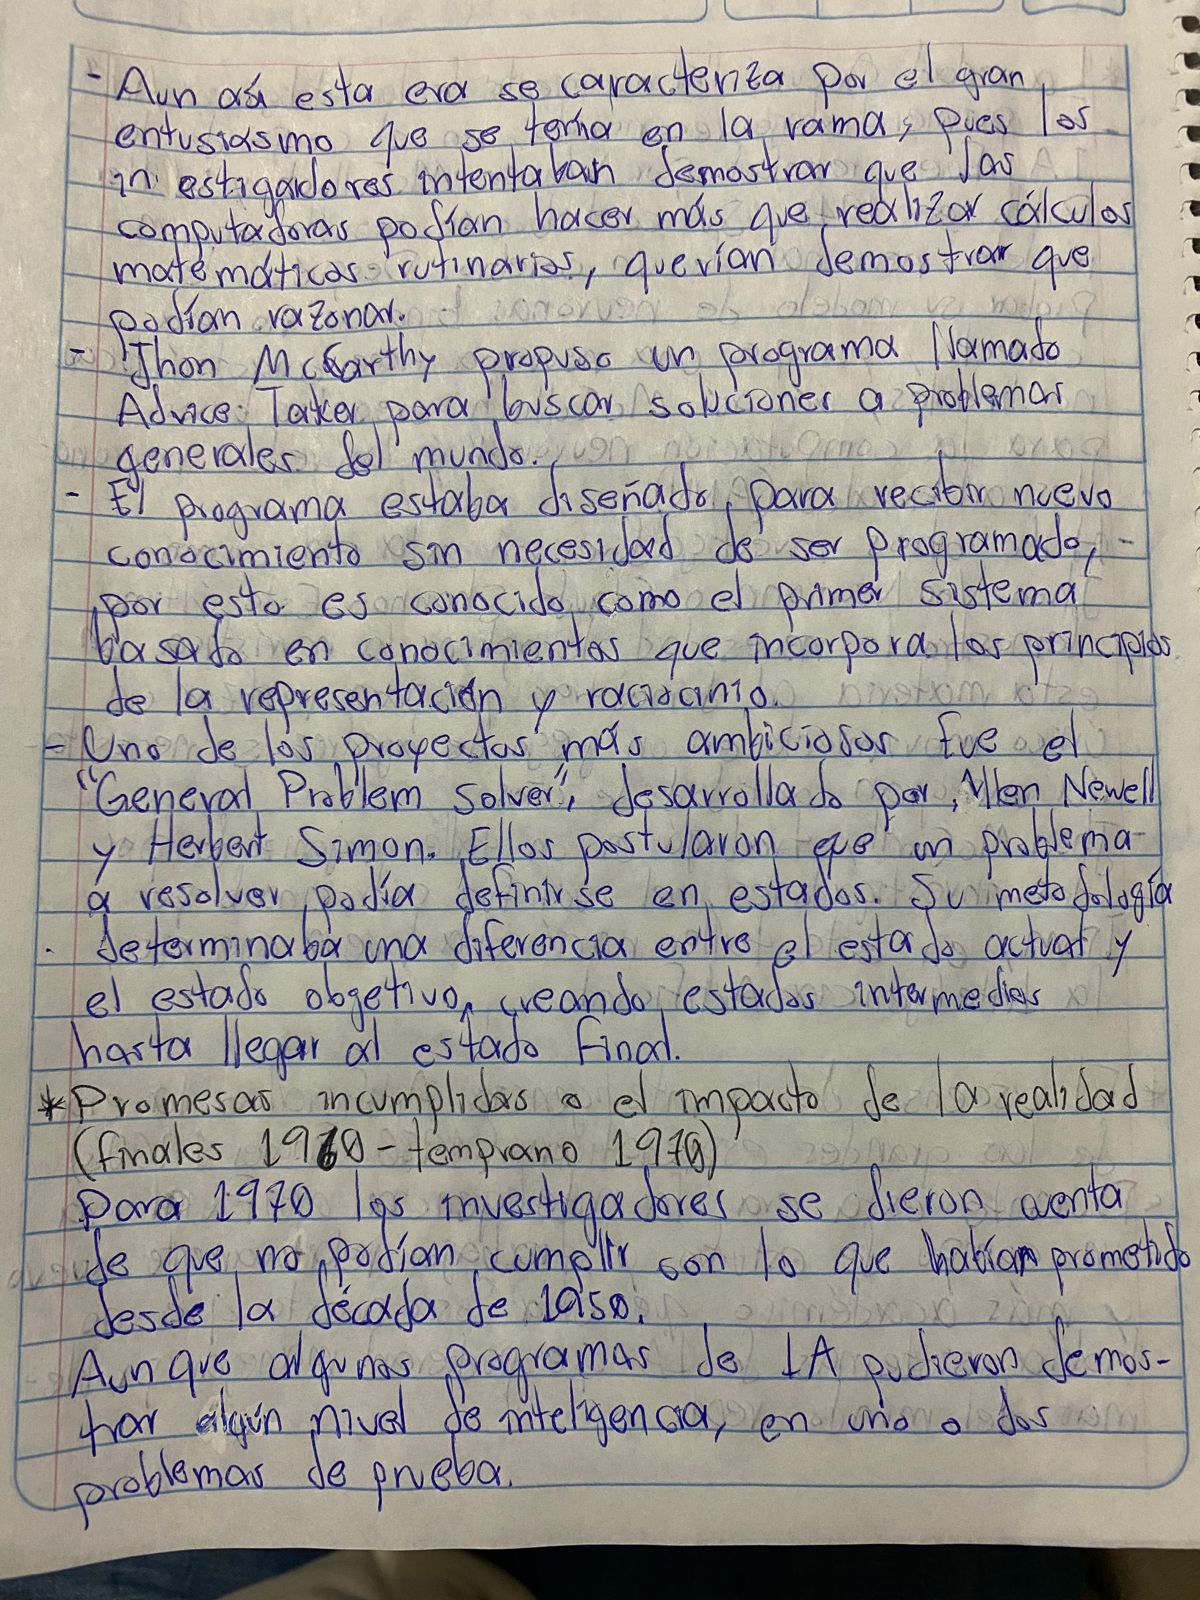 - Aun así esta era se caracteriza por el gran
entusiasmo que se tenía en la rama, pues los
in estigadores intentaban demostrar que las
computadoras podían hacer más que realizar cálculos
matemáticos rutinarios, querían demostrar que
podían razonar.
- Jhon McCarthy propuso un programa llamado
Advice Taker para buscar soluciones a problemas
generales del mundo.
- El programa estaba diseñado para recibir nuevo
conocimiento sin necesidad de ser programado,
por esto es conocido como el primer sistema
basado en conocimientos que incorpora los principios
de la representación y raciocinio.
- Uno de los proyectos más ambiciosos fue el
"General Problem Solver", desarrollado por Allen Newell
y Herbert Simon. Ellos postularon que un problema
a resolver podía definirse en estados. Su metodología
determinaba una diferencia entre el estado actual y
el estado objetivo, creando estados intermedios
hasta llegar al estado final.
* Promesas incumplidas o el impacto de la realidad
(finales 1960 - temprano 1970)
Para 1970 los investigadores se dieron cuenta
de que no podían cumplir con lo que habían prometido
desde la década de 1950.
Aunque algunos programas de IA pudieron demos-
trar algún nivel de inteligencia, en uno o dos
problemas de prueba.